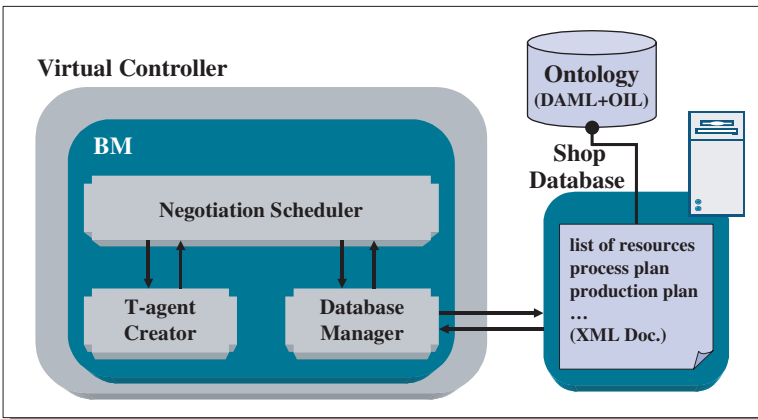 Virtual Controller
BM
Negotiation Scheduler
T-agent
Creator
Database
Manager
Ontology
(DAML+OIL)
Shop
Database
list of resources
process plan
production plan
…
(XML Doc.)